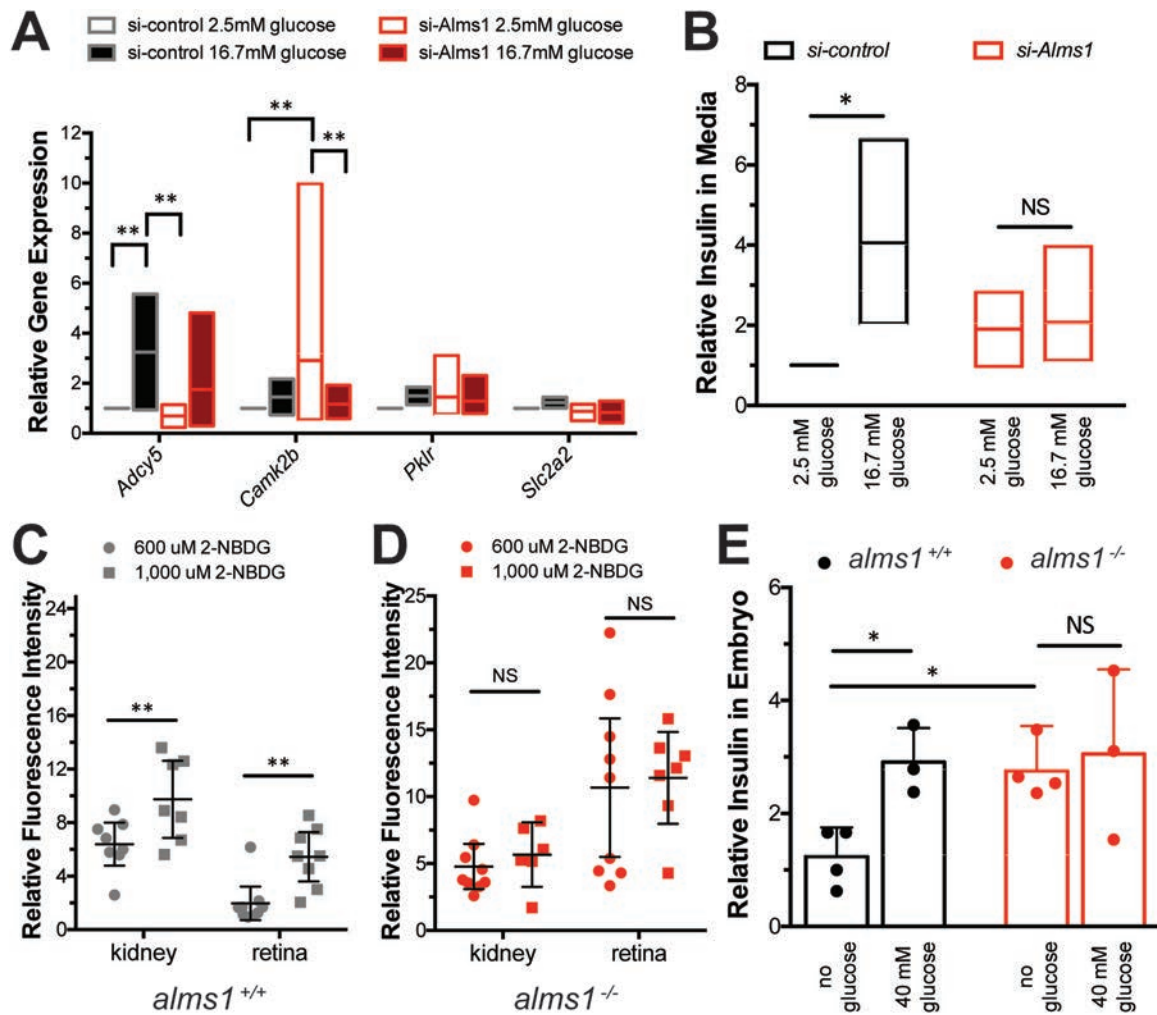 A
si-control 2.5mM glucose
si-Alms1 2.5mM glucose
si-control 16.7mM glucose
si-Alms1 16.7mM glucose
Relative Gene Expression
12
10
8
6
4
2
0
**
**
**
**
Adcy5
Camk2b
Pklr
Slc2a2
B
si-control
si-Alms1
Relative Insulin in Media
8
6
4
2
0
*
NS
2.5 mM
glucose
16.7 mM
glucose
2.5 mM
glucose
16.7 mM
glucose
C
600 uM 2-NBDG
1,000 uM 2-NBDG
Relative Fluorescence Intensity
24
20
16
12
8
4
0
**
**
kidney
retina
alms1+/+
D
600 uM 2-NBDG
1,000 uM 2-NBDG
Relative Fluorescence Intensity
25
20
15
10
5
0
NS
NS
kidney
retina
alms1-/-
E
alms1+/+
alms1-/-
Relative Insulin in Embryo
6
4
2
0
*
*
NS
no
glucose
40 mM
glucose
no
glucose
40 mM
glucose